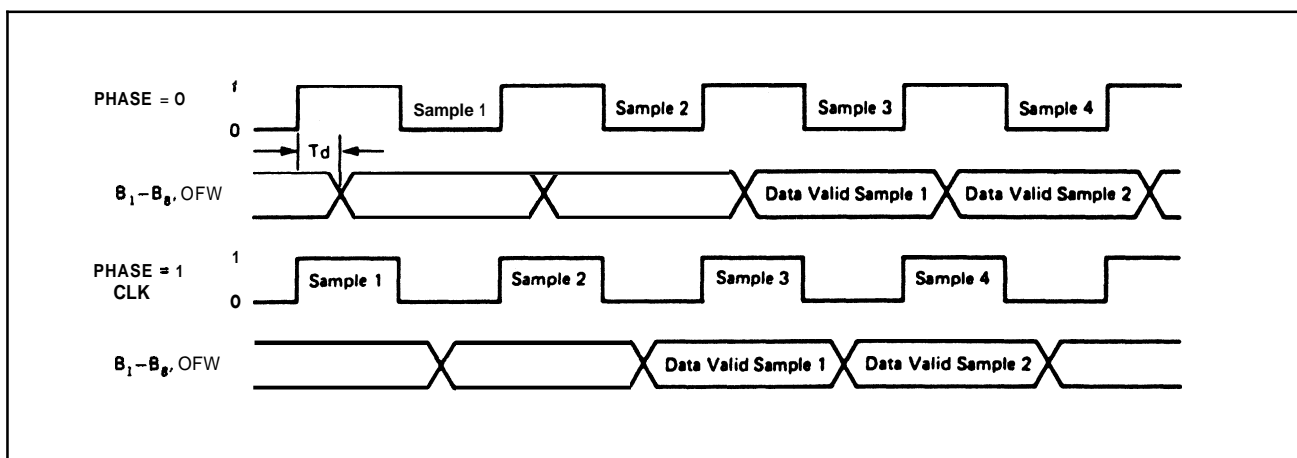 1
PHASE = 0
Sample 1
Sample 2
Sample 3
Sample 4
0
Td
B1–B8, OFW
Data Valid Sample 1
Data Valid Sample 2
PHASE = 1
CLK
1
Sample 1
Sample 2
Sample 3
Sample 4
0
B1–B8, OFW
Data Valid Sample 1
Data Valid Sample 2